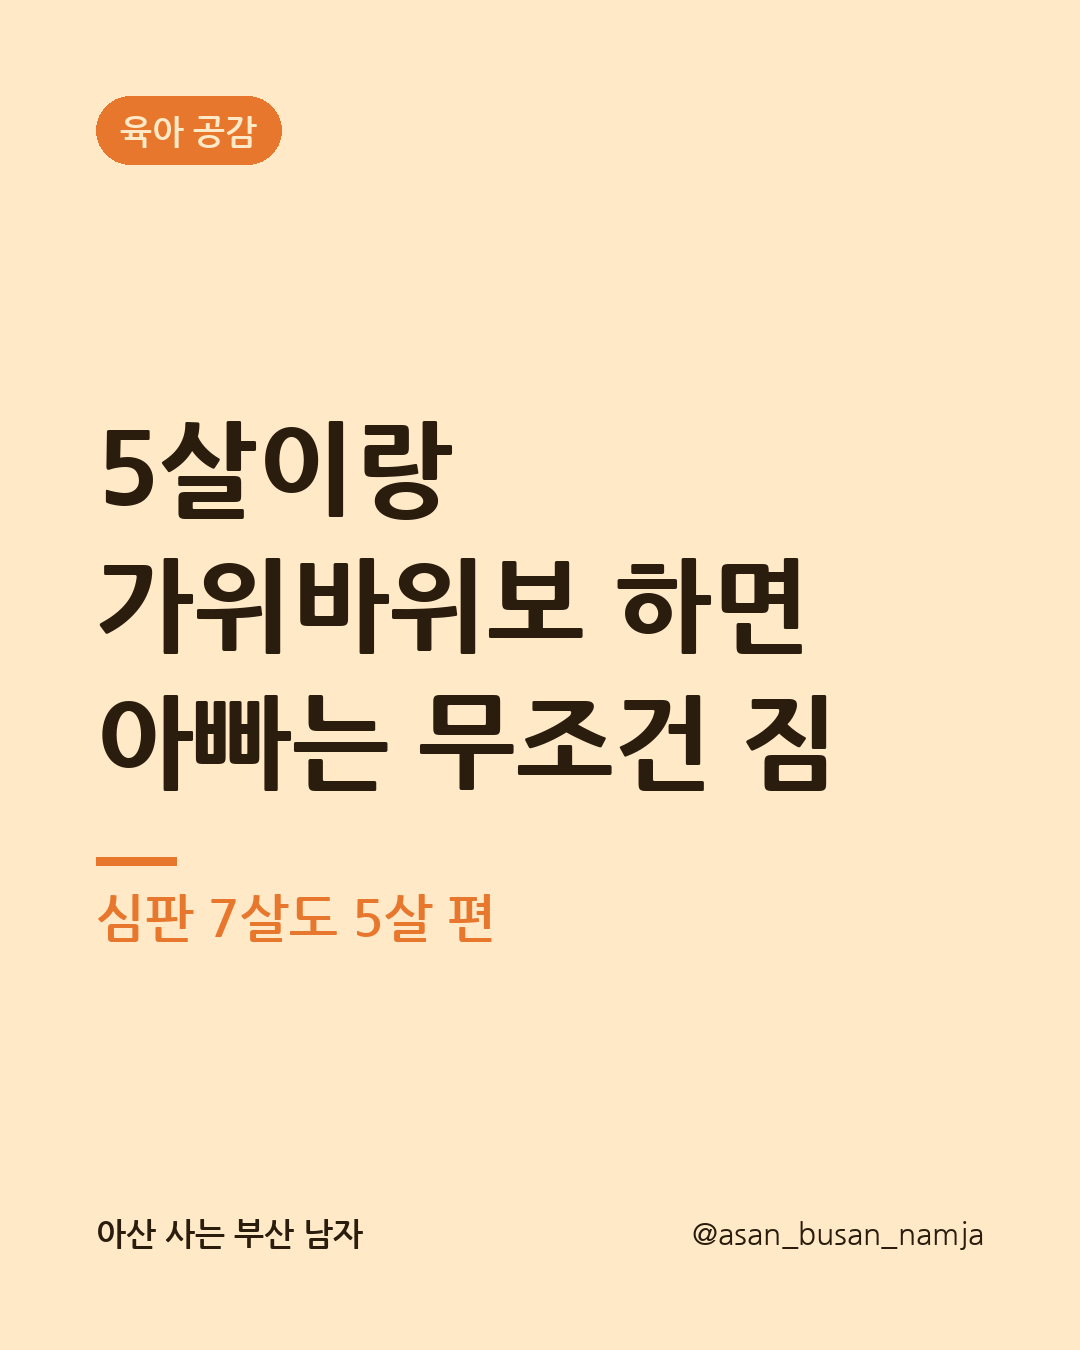 육아 공감
5살이랑
가위바위보 하면
아빠는 무조건 짐
심판 7살도 5살 편
아산 사는 부산 남자
@asan_busan_namja